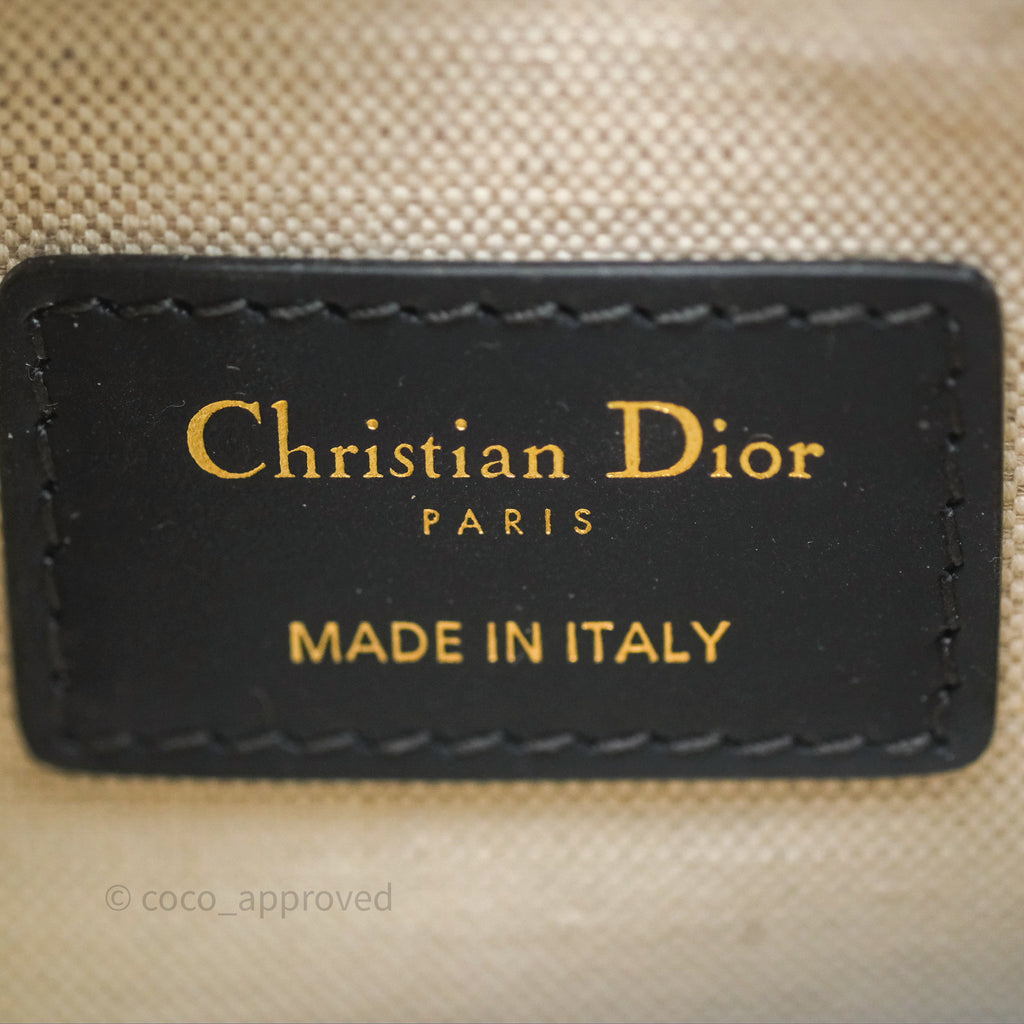 Christian Dior
PARIS
MADE IN ITALY
© coco_approved